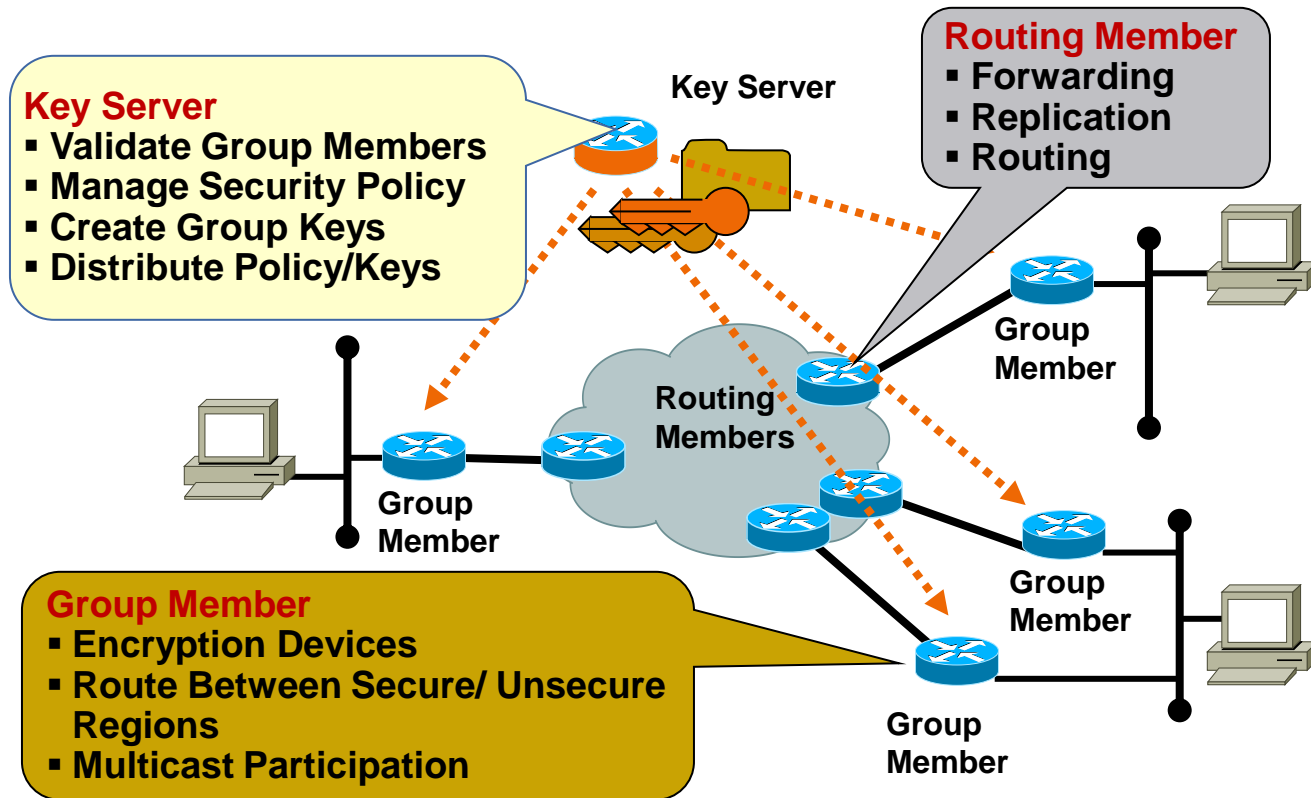 Key Server
▪ Validate Group Members
▪ Manage Security Policy
▪ Create Group Keys
▪ Distribute Policy/Keys
Key Server
Routing Member
▪ Forwarding
▪ Replication
▪ Routing
Group
Member
Routing
Members
Group
Member
Group
Member
Group Member
▪ Encryption Devices
▪ Route Between Secure/ Unsecure
Regions
▪ Multicast Participation
Group
Member